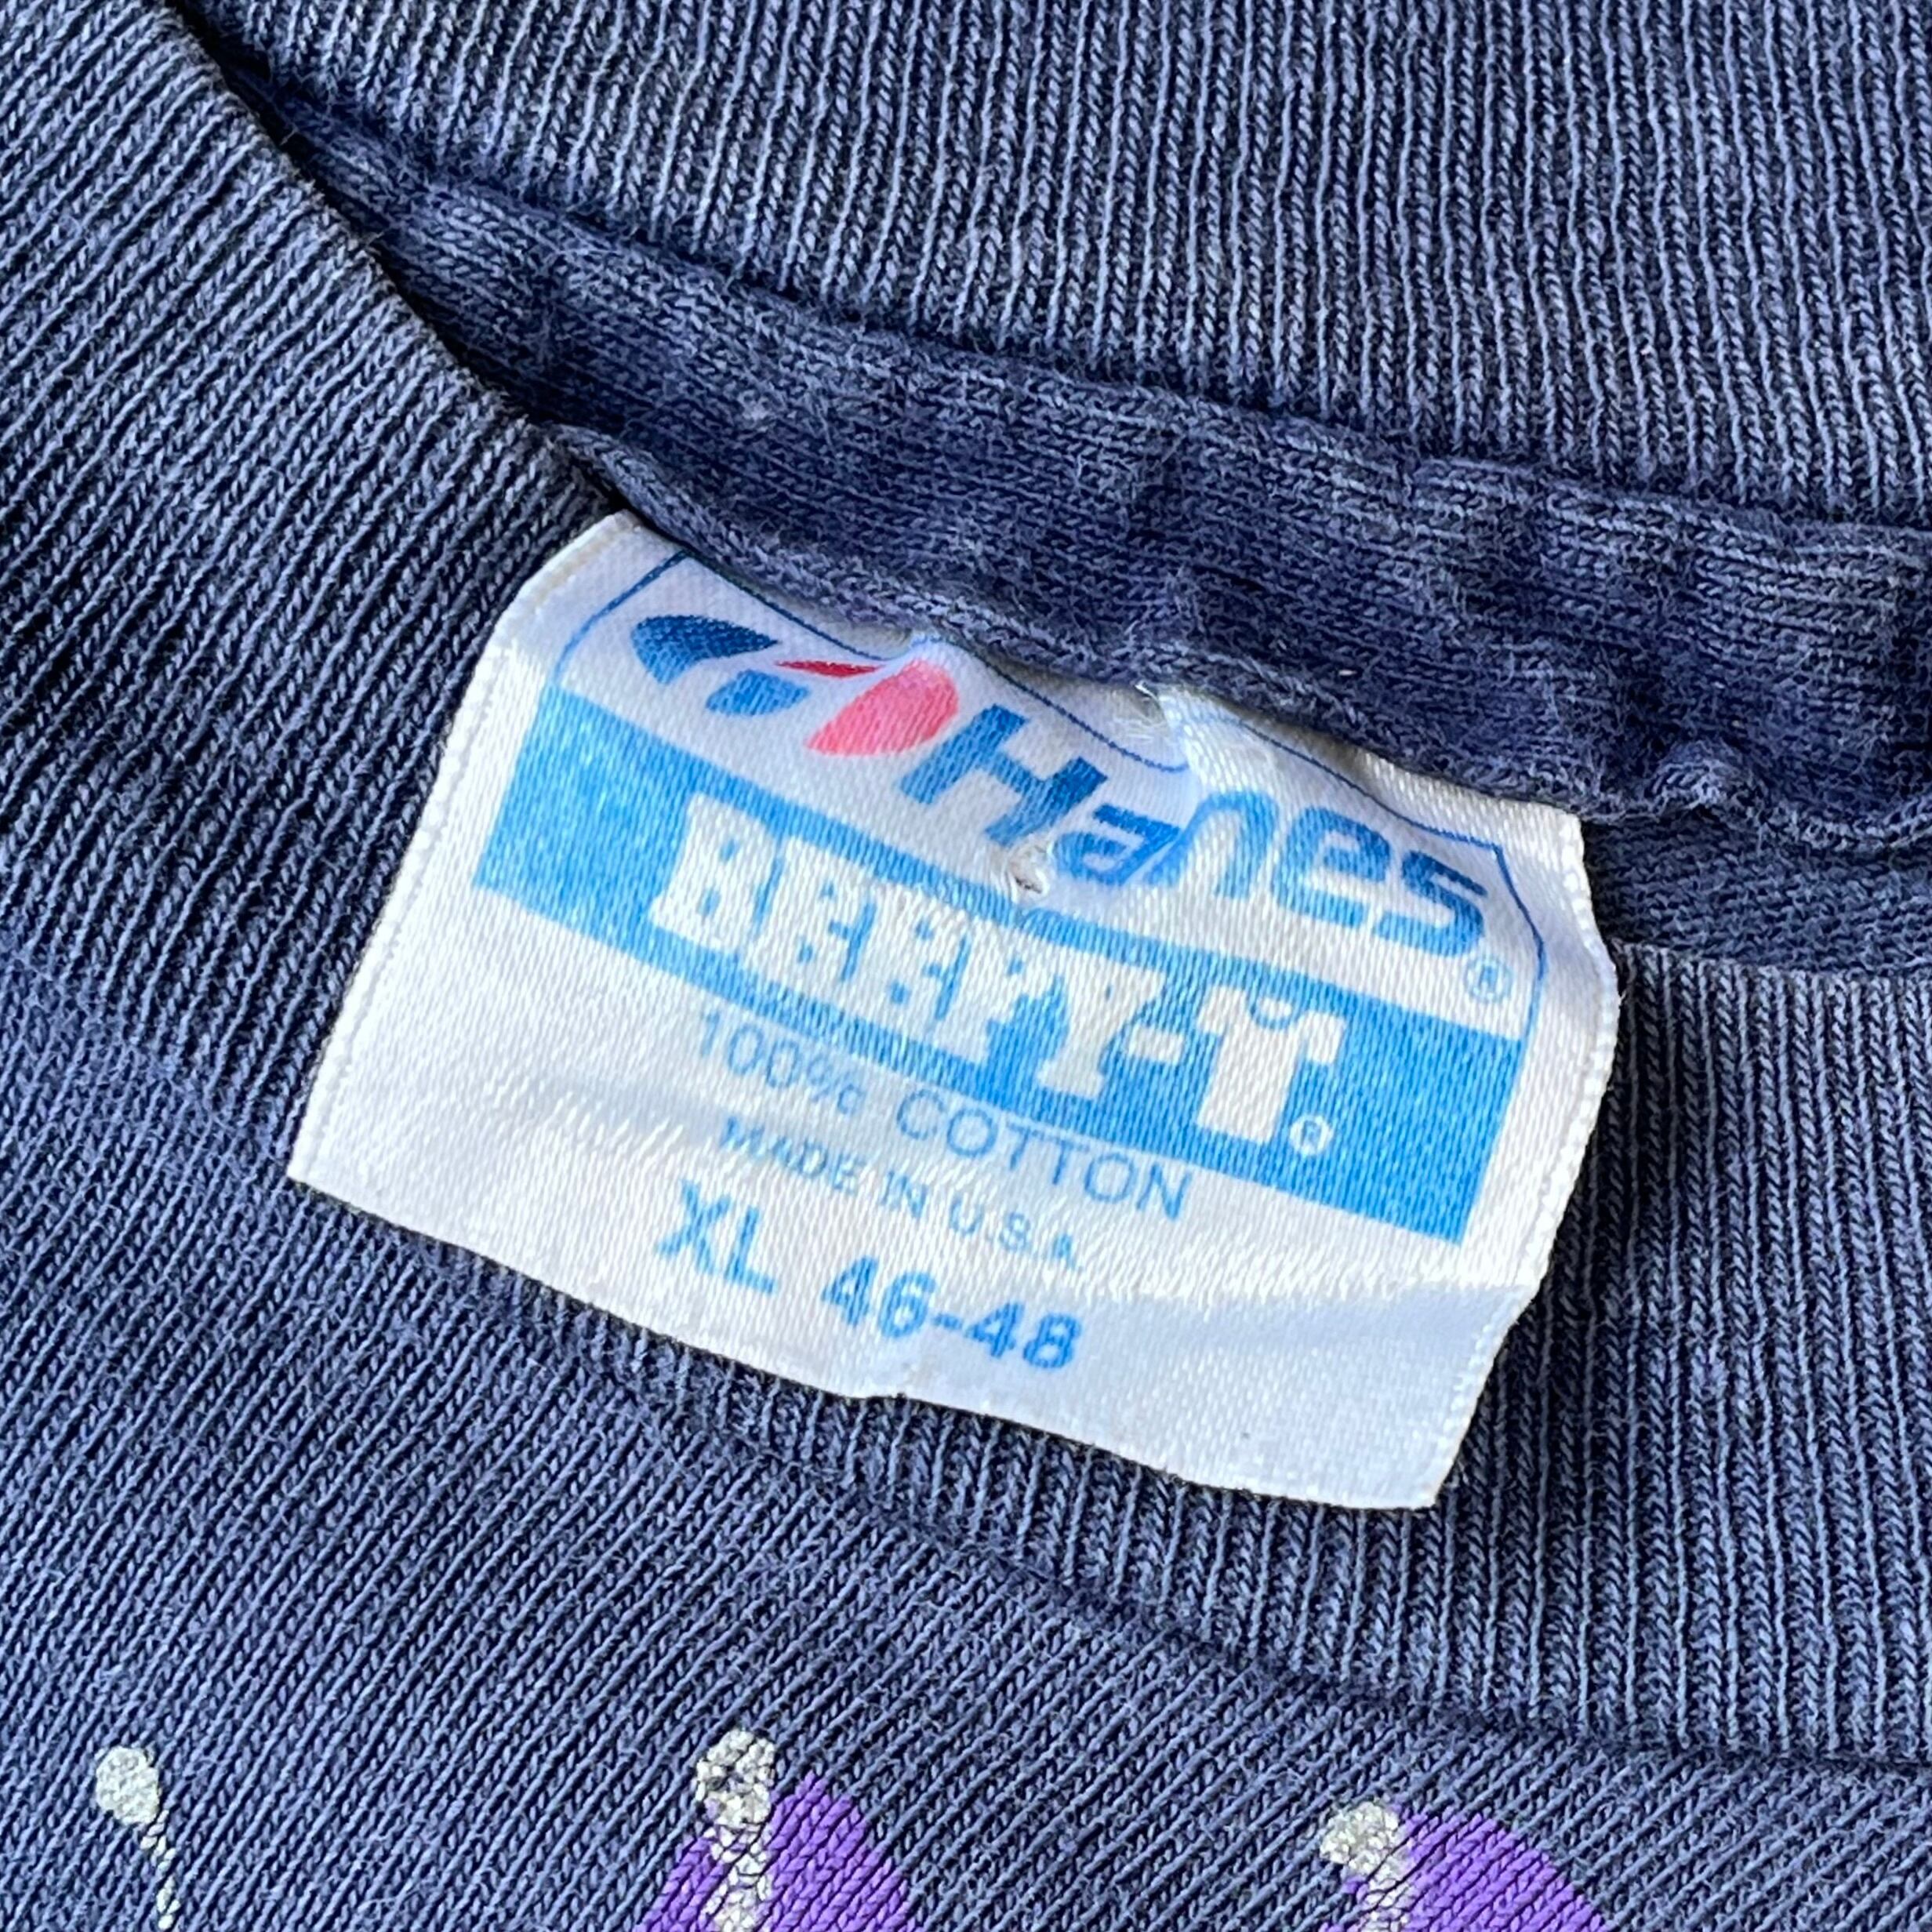 Hanes®
BEEFY-T®
100% COTTON
MADE IN U.S.A.
XL 46-48